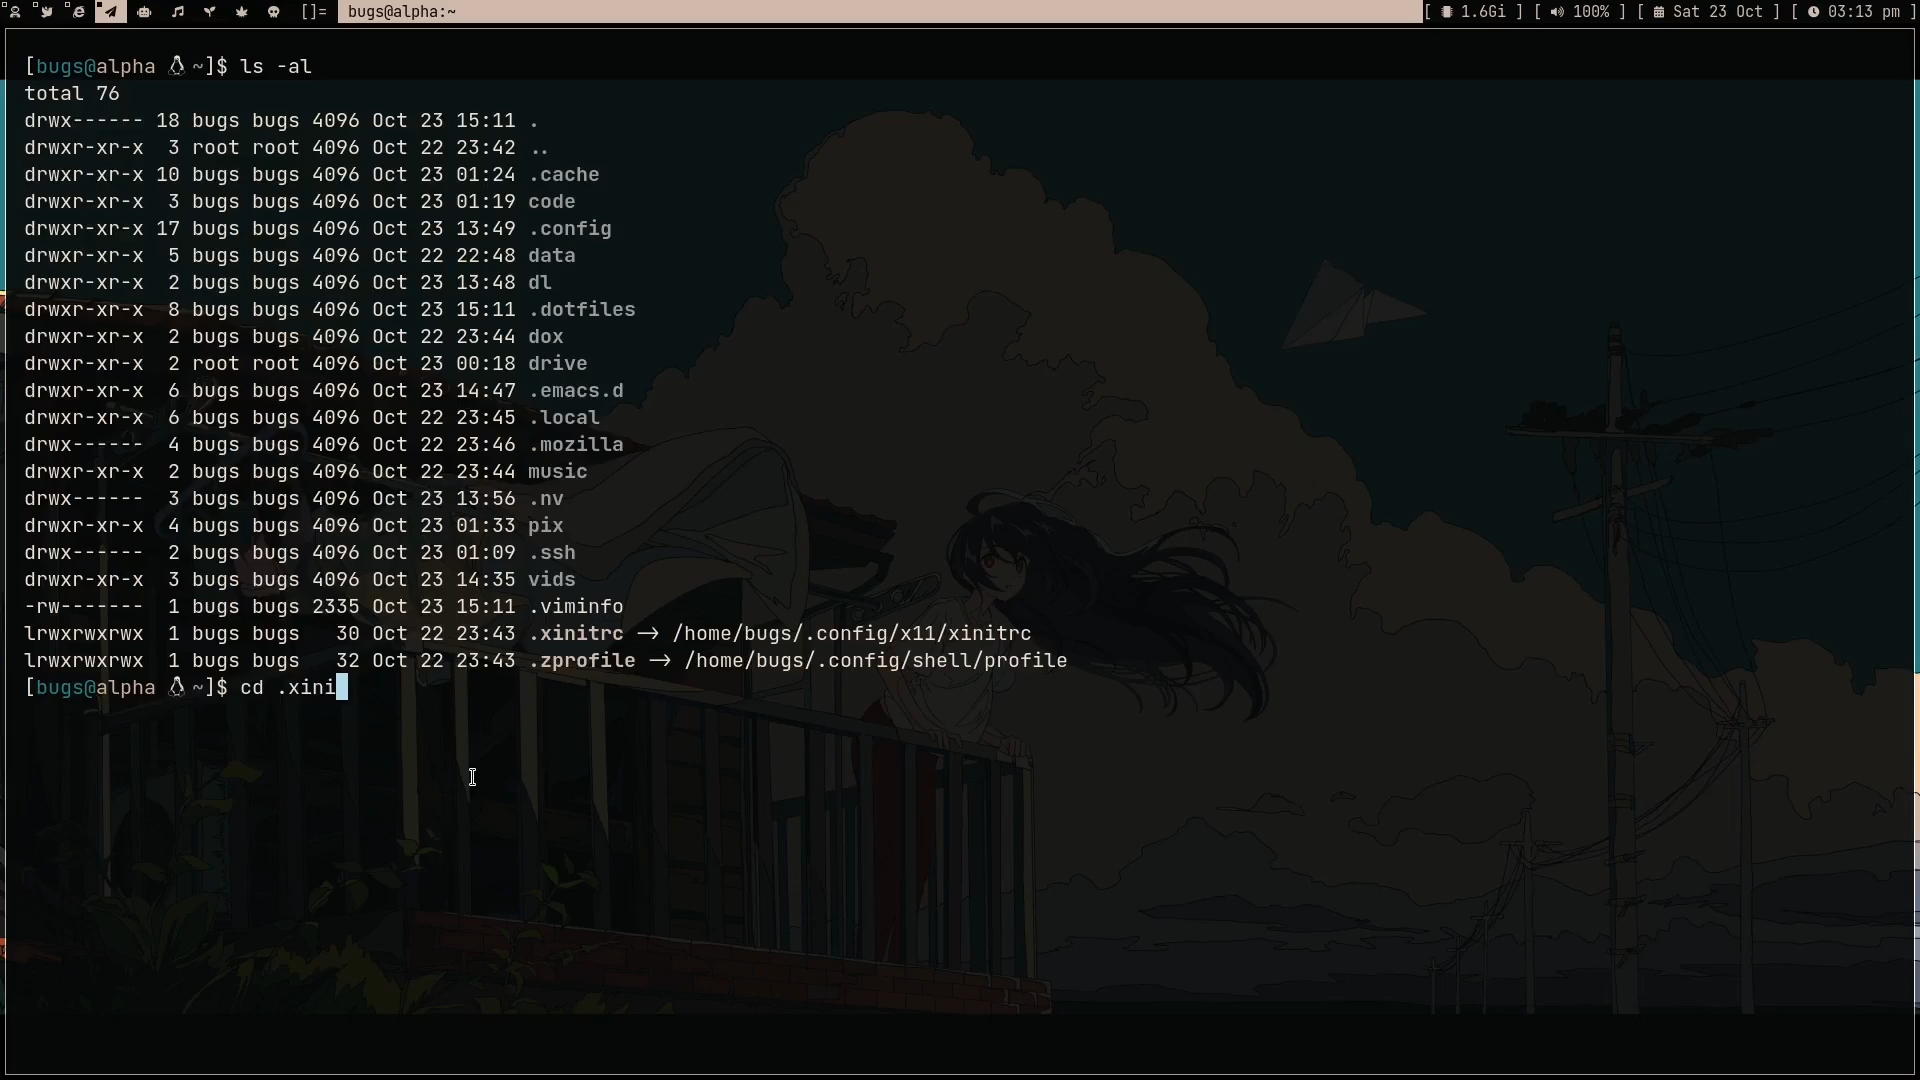 []= bugs@alpha:~ [ 1.6Gi ] [ 100% ] [ Sat 23 Oct ] [ 03:13 pm ]
[bugs@alpha ~]$ ls -al
total 76
drwx------ 18 bugs bugs 4096 Oct 23 15:11 .
drwxr-xr-x  3 root root 4096 Oct 22 23:42 ..
drwxr-xr-x 10 bugs bugs 4096 Oct 23 01:24 .cache
drwxr-xr-x  3 bugs bugs 4096 Oct 23 01:19 code
drwxr-xr-x 17 bugs bugs 4096 Oct 23 13:49 .config
drwxr-xr-x  5 bugs bugs 4096 Oct 22 22:48 data
drwxr-xr-x  2 bugs bugs 4096 Oct 23 13:48 dl
drwxr-xr-x  8 bugs bugs 4096 Oct 23 15:11 .dotfiles
drwxr-xr-x  2 bugs bugs 4096 Oct 22 23:44 dox
drwxr-xr-x  2 root root 4096 Oct 23 00:18 drive
drwxr-xr-x  6 bugs bugs 4096 Oct 23 14:47 .emacs.d
drwxr-xr-x  6 bugs bugs 4096 Oct 22 23:45 .local
drwx------  4 bugs bugs 4096 Oct 22 23:46 .mozilla
drwxr-xr-x  2 bugs bugs 4096 Oct 22 23:44 music
drwx------  3 bugs bugs 4096 Oct 23 13:56 .nv
drwxr-xr-x  4 bugs bugs 4096 Oct 23 01:33 pix
drwx------  2 bugs bugs 4096 Oct 23 01:09 .ssh
drwxr-xr-x  3 bugs bugs 4096 Oct 23 14:35 vids
-rw-------  1 bugs bugs 2335 Oct 23 15:11 .viminfo
lrwxrwxrwx  1 bugs bugs   30 Oct 22 23:43 .xinitrc -> /home/bugs/.config/x11/xinitrc
lrwxrwxrwx  1 bugs bugs   32 Oct 22 23:43 .zprofile -> /home/bugs/.config/shell/profile
[bugs@alpha ~]$ cd .xini